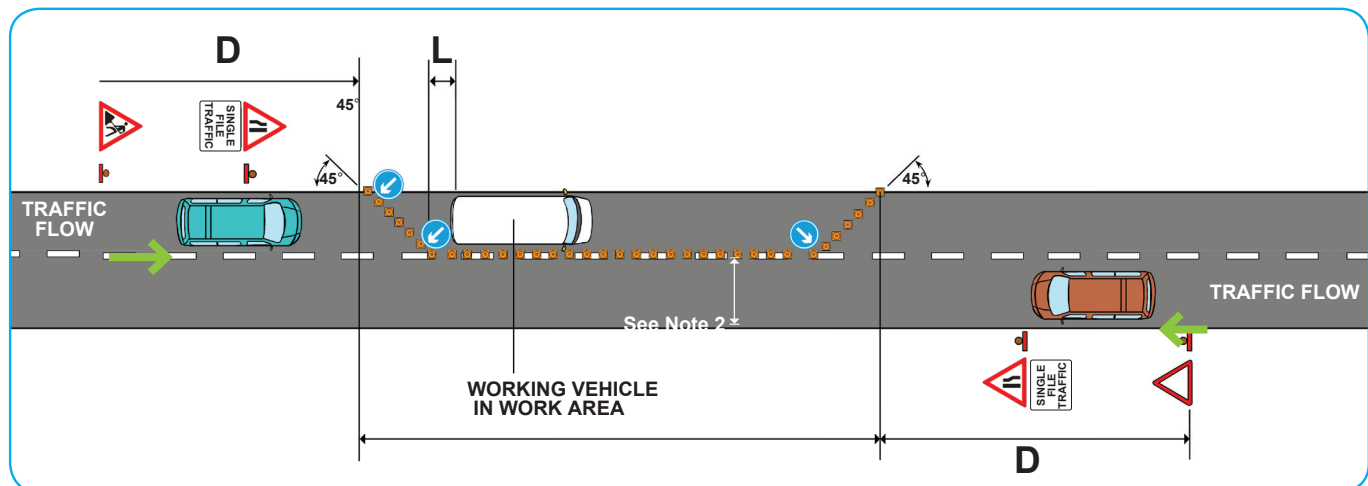 D
L
45°
SINGLE
FILE
TRAFFIC
45°
45°
TRAFFIC
FLOW
TRAFFIC FLOW
See Note 2
WORKING VEHICLE
IN WORK AREA
SINGLE
FILE
TRAFFIC
D